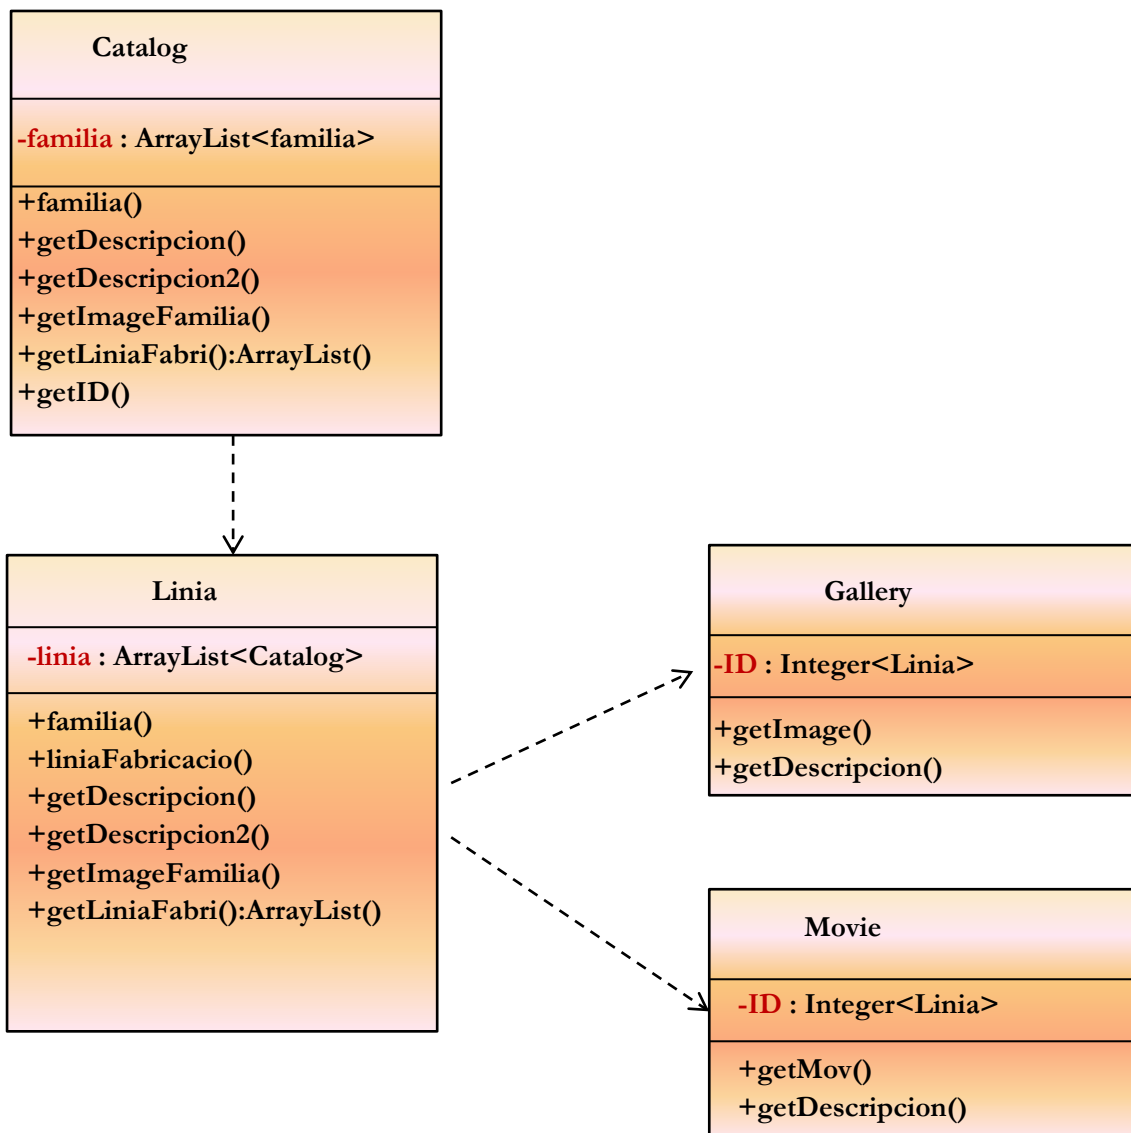 Catalog
-familia : ArrayList<familia>
+familia()
+getDescripcion()
+getDescripcion2()
+getImageFamilia()
+getLiniaFabri():ArrayList()
+getID()
Linia
-linia : ArrayList<Catalog>
+familia()
+liniaFabricacio()
+getDescripcion()
+getDescripcion2()
+getImageFamilia()
+getLiniaFabri():ArrayList()
Gallery
-ID : Integer<Linia>
+getImage()
+getDescripcion()
Movie
-ID : Integer<Linia>
+getMov()
+getDescripcion()